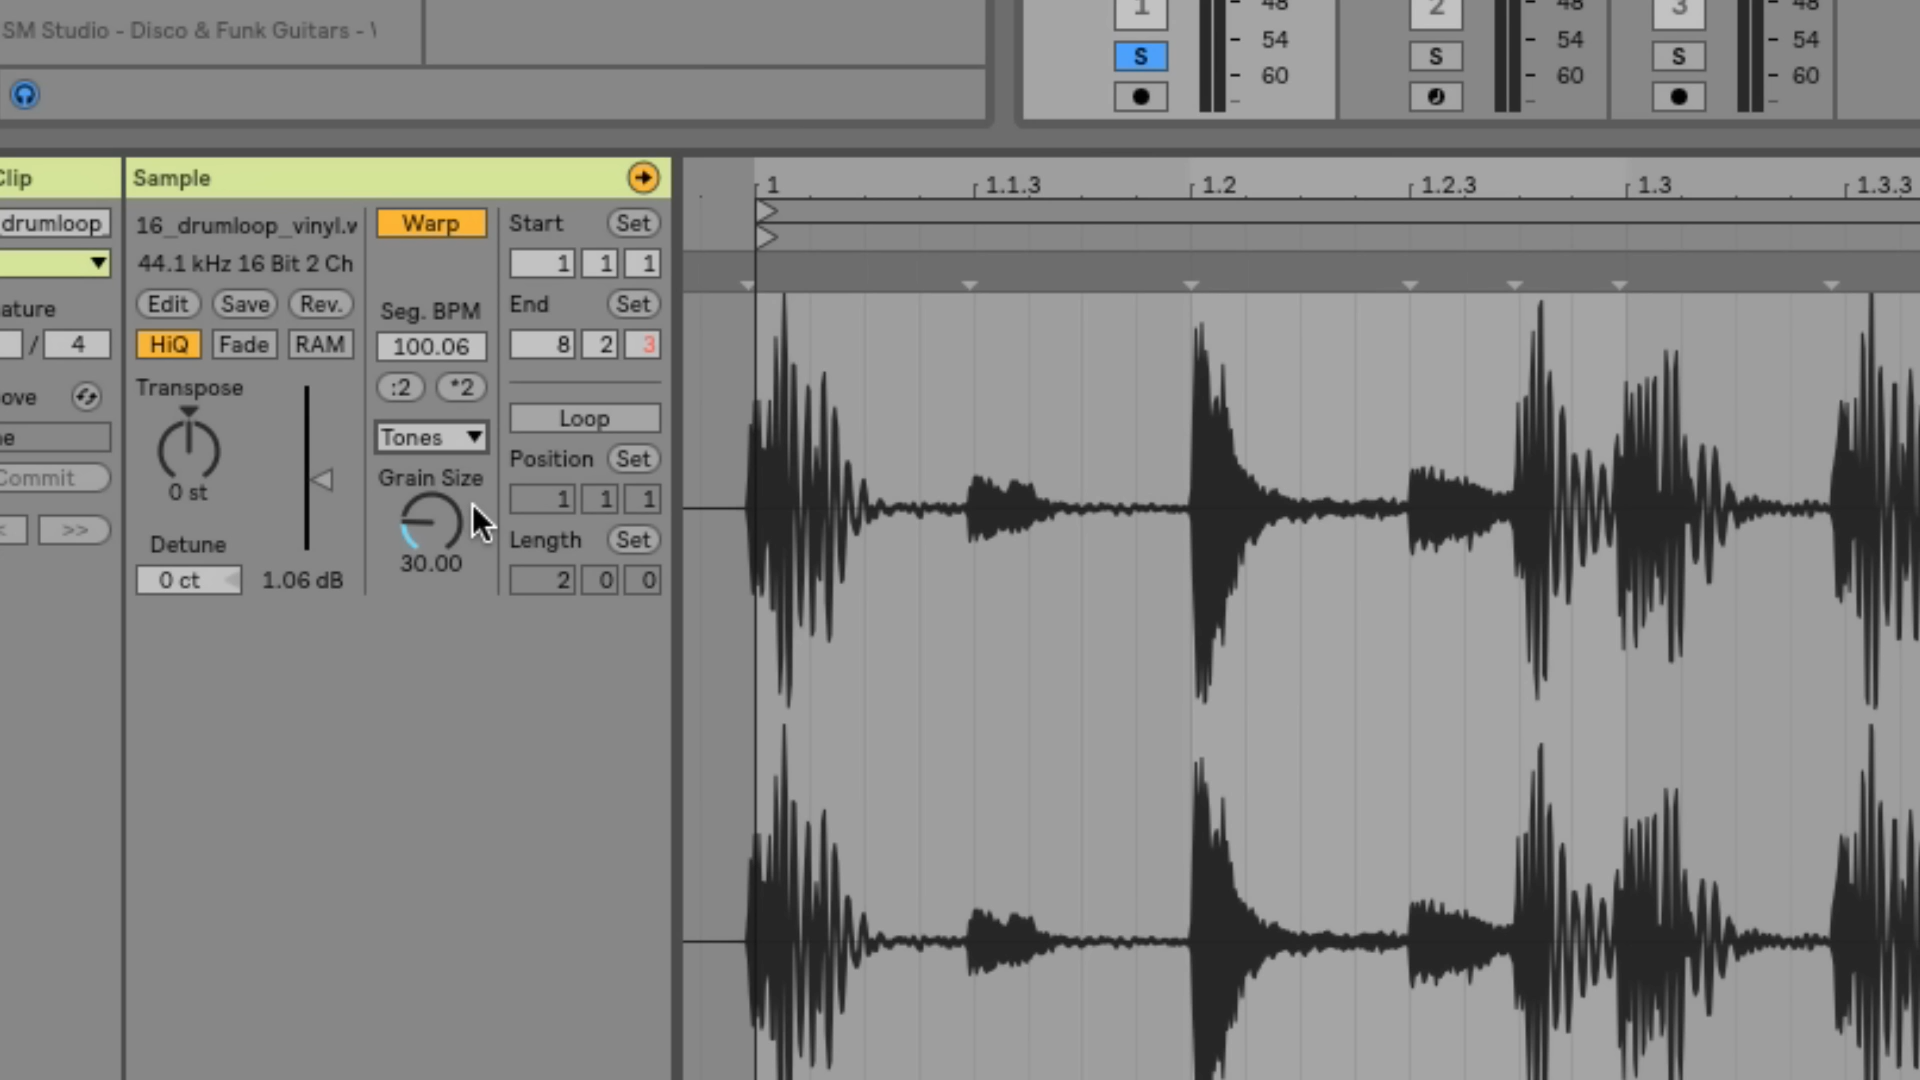 SM Studio - Disco & Funk Guitars -
1 48 2 48 3 48
S 54 S 54 S 54
60 60 60
Clip
Sample
1 1.1.3 1.2 1.2.3 1.3 1.3.3
drumloop
16_drumloop_vinyl.v
Warp
Start
Set
44.1 kHz 16 Bit 2 Ch
1 1 1
ature
Edit Save Rev.
Seg. BPM
End
Set
/ 4
HiQ Fade RAM
100.06
8 2 3
Transpose
:2 *2
ove
Loop
e
Tones
Position
Set
Commit
Grain Size
0 st
1 1 1
< >>
Detune
Length
Set
30.00
0 ct
1.06 dB
2 0 0